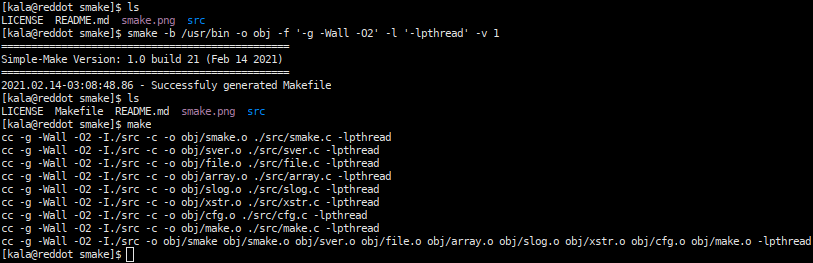 [kala@reddot smake]$ ls
LICENSE  README.md  smake.png  src
[kala@reddot smake]$ smake -b /usr/bin -o obj -f '-g -Wall -O2' -l '-lpthread' -v 1
================================================
Simple-Make Version: 1.0 build 21 (Feb 14 2021)
================================================
2021.02.14-03:08:48.86 - Successfuly generated Makefile
[kala@reddot smake]$ ls
LICENSE  Makefile  README.md  smake.png  src
[kala@reddot smake]$ make
cc -g -Wall -O2 -I./src -c -o obj/smake.o ./src/smake.c -lpthread
cc -g -Wall -O2 -I./src -c -o obj/sver.o ./src/sver.c -lpthread
cc -g -Wall -O2 -I./src -c -o obj/file.o ./src/file.c -lpthread
cc -g -Wall -O2 -I./src -c -o obj/array.o ./src/array.c -lpthread
cc -g -Wall -O2 -I./src -c -o obj/slog.o ./src/slog.c -lpthread
cc -g -Wall -O2 -I./src -c -o obj/xstr.o ./src/xstr.c -lpthread
cc -g -Wall -O2 -I./src -c -o obj/cfg.o ./src/cfg.c -lpthread
cc -g -Wall -O2 -I./src -c -o obj/make.o ./src/make.c -lpthread
cc -g -Wall -O2 -I./src -o obj/smake obj/smake.o obj/sver.o obj/file.o obj/array.o obj/slog.o obj/xstr.o obj/cfg.o obj/make.o -lpthread
[kala@reddot smake]$